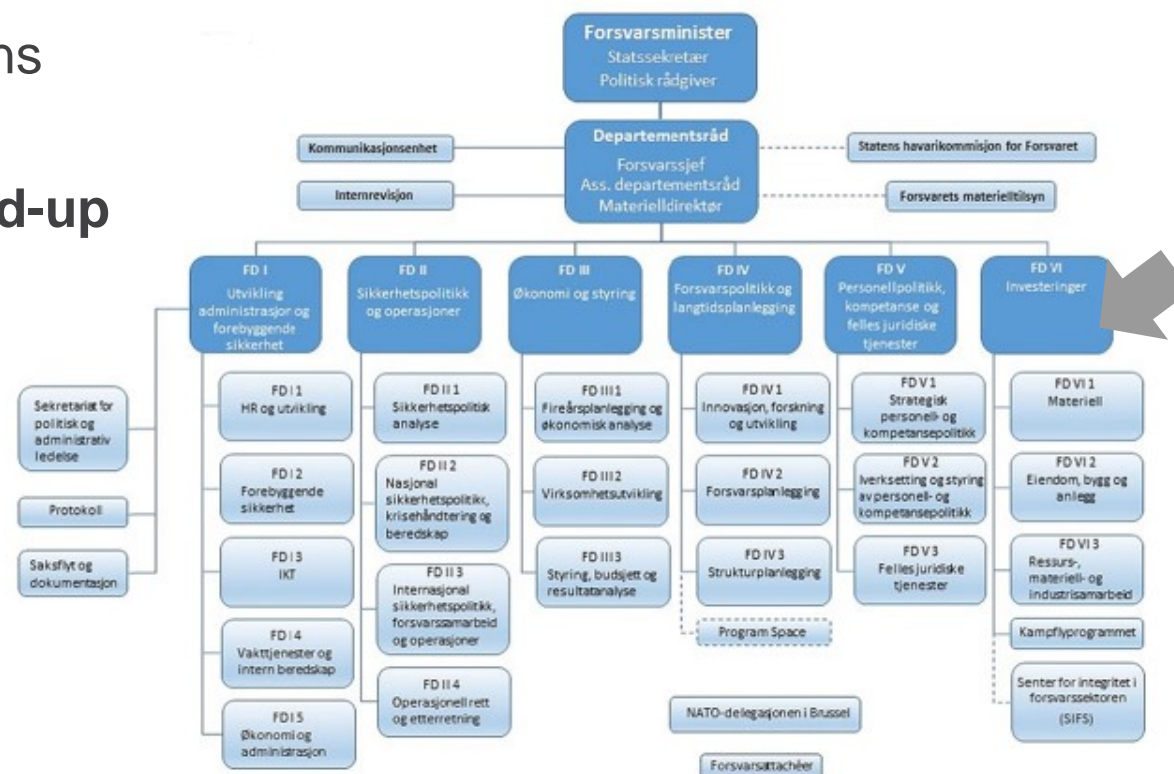 ns
d-up
Forsvarsminister
Statssekretær
Politisk rådgiver
Departementsråd
Forsvarssjef
Ass. departementsråd
Materielldirektør
Kommunikasjonsenhet
Internrevisjon
Statens havarikommisjon for Forsvaret
Forsvarets materielltilsyn
FD I
Utvikling
administrasjor og
forebyggende
sikkerhet
FD II
Sikkerhetspolitikk
og operasjoner
FD III
Økonomi og styring
FD IV
Forsvarspolitikk og
langtidsplanlegging
FD V
Personellpolitikk,
kompetanse og
felles juridiske
tjenester
FD VI
Investeringer
Sekretariat for
politisk og
administrativ
ledelse
Protokoll
Saksflyt og
dokumentasjon
FD I 1
HR og utvikling
FD I 2
Forebyggende
sikkerhet
FD I 3
IKT
FD I 4
Vakttjenester og
intern beredskap
FD I 5
Økonomi og
administrasjon
FD II 1
Sikkerhetspolitisk
analyse
FD II 2
Nasjonal
sikkerhetspolitikk,
krisehåndtering og
beredskap
FD II 3
Internasjonal
sikkerhetspolitikk,
forsvarssamarbeid
og operasjoner
FD II 4
Operasjonell rett
og etterretning
FD III 1
Fireårsplanlegging og
økonomisk analyse
FD III 2
Virksomhetsutvikling
FD III 3
Styring, budsjett og
resultatanalyse
FD IV 1
Innovasjon, forskning
og utvikling
FD IV 2
Forsvarsplanlegging
FD IV 3
Strukturplanlegging
Program Space
FD V 1
Strategisk
personell- og
kompetansepolitikk
FD V 2
Iverksetting og styring
av personell- og
kompetansepolitikk
FD V 3
Felles juridiske
tjenester
FD VI 1
Materiell
FD VI 2
Eiendom, bygg og
anlegg
FD VI 3
Ressurs-,
materiell- og
industrisamarbeid
Kampflyprogrammet
Senter for integritet i
forsvarssektoren
(SIFS)
NATO-delegasjonen i Brussel
Forsvarsattachéer